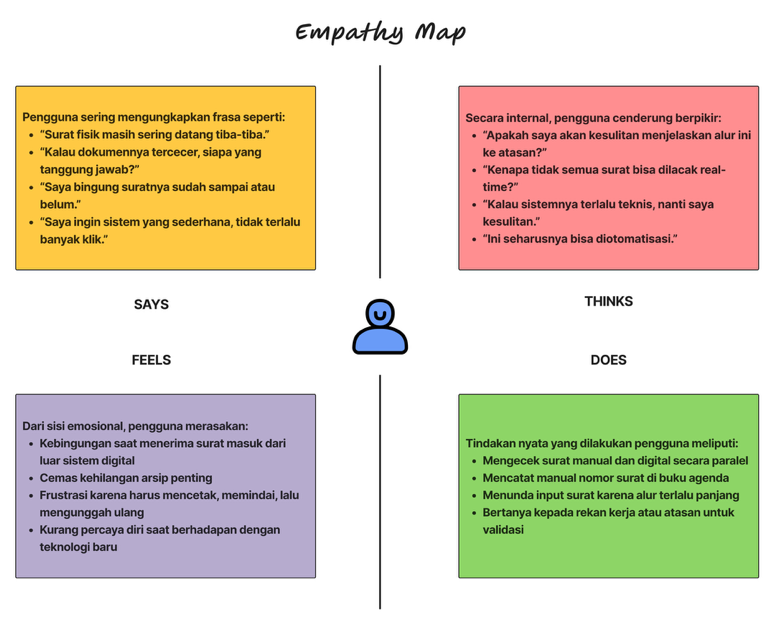 Empathy Map
Pengguna sering mengungkapkan frasa seperti:
• “Surat fisik masih sering datang tiba-tiba.”
• “Kalau dokumennya tercecer, siapa yang
tanggung jawab?”
• “Saya bingung suratnya sudah sampai atau
belum.”
• “Saya ingin sistem yang sederhana, tidak terlalu
banyak klik.”
Secara internal, pengguna cenderung berpikir:
• “Apakah saya akan kesulitan menjelaskan alur ini
ke atasan?”
• “Kenapa tidak semua surat bisa dilacak real-
time?”
• “Kalau sistemnya terlalu teknis, nanti saya
kesulitan.”
• “Ini seharusnya bisa diotomatisasi.”
SAYS
THINKS
FEELS
DOES
Dari sisi emosional, pengguna merasakan:
• Kebingungan saat menerima surat masuk dari
luar sistem digital
• Cemas kehilangan arsip penting
• Frustrasi karena harus mencetak, memindai, lalu
mengunggah ulang
• Kurang percaya diri saat berhadapan dengan
teknologi baru
Tindakan nyata yang dilakukan pengguna meliputi:
• Mengecek surat manual dan digital secara paralel
• Mencatat manual nomor surat di buku agenda
• Menunda input surat karena alur terlalu panjang
• Bertanya kepada rekan kerja atau atasan untuk
validasi